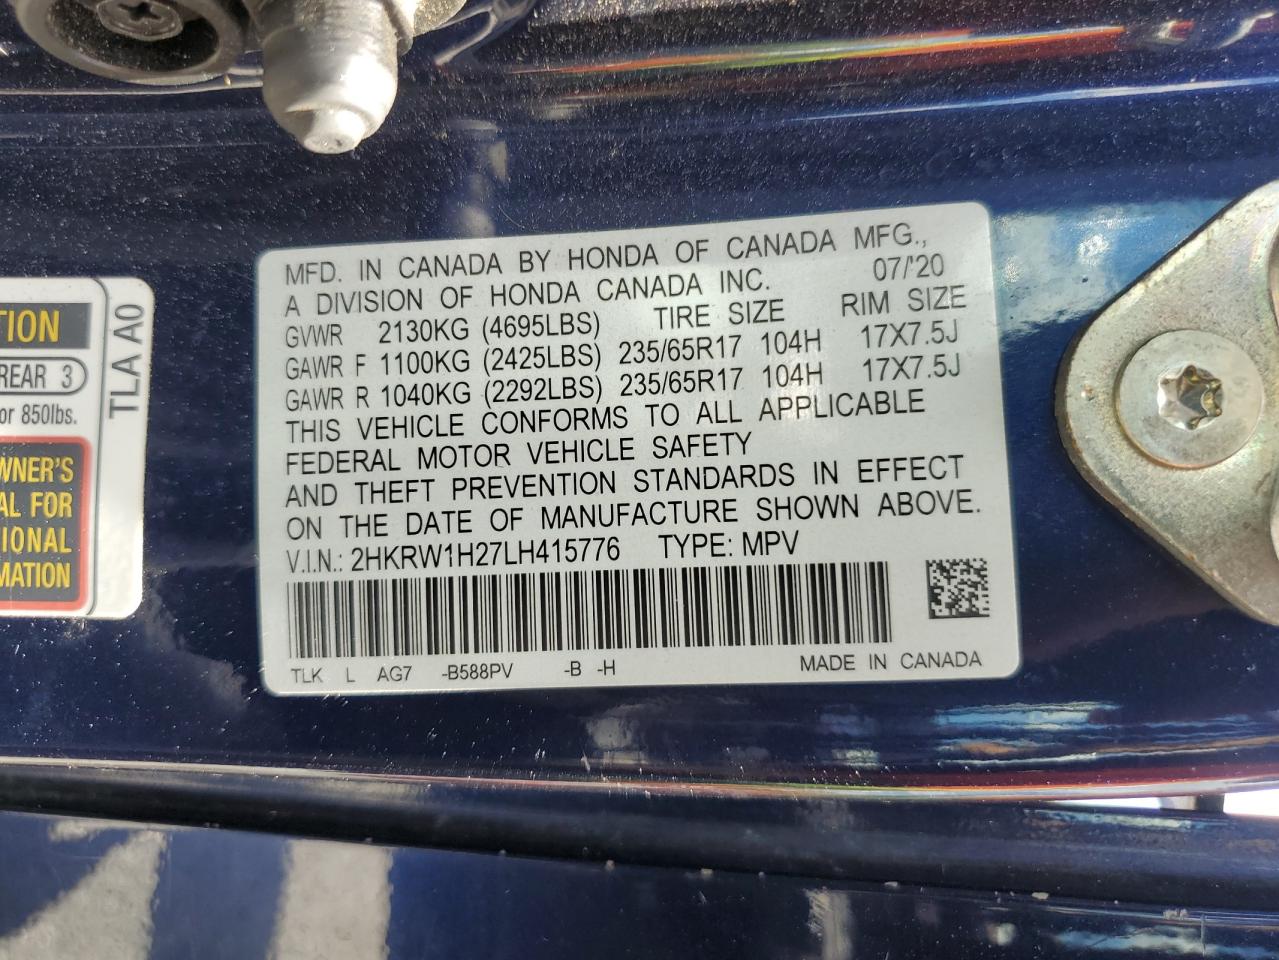 TION
REAR 3
or 850lbs.
WNER'S
AL FOR
IONAL
MATION
TLA A0
MFD. IN CANADA BY HONDA OF CANADA MFG.,
A DIVISION OF HONDA CANADA INC. 07/'20
GVWR 2130KG (4695LBS) TIRE SIZE RIM SIZE
GAWR F 1100KG (2425LBS) 235/65R17 104H 17X7.5J
GAWR R 1040KG (2292LBS) 235/65R17 104H 17X7.5J
THIS VEHICLE CONFORMS TO ALL APPLICABLE
FEDERAL MOTOR VEHICLE SAFETY
AND THEFT PREVENTION STANDARDS IN EFFECT
ON THE DATE OF MANUFACTURE SHOWN ABOVE.
V.I.N.: 2HKRW1H27LH415776 TYPE: MPV
TLK L AG7 -B588PV -B -H MADE IN CANADA